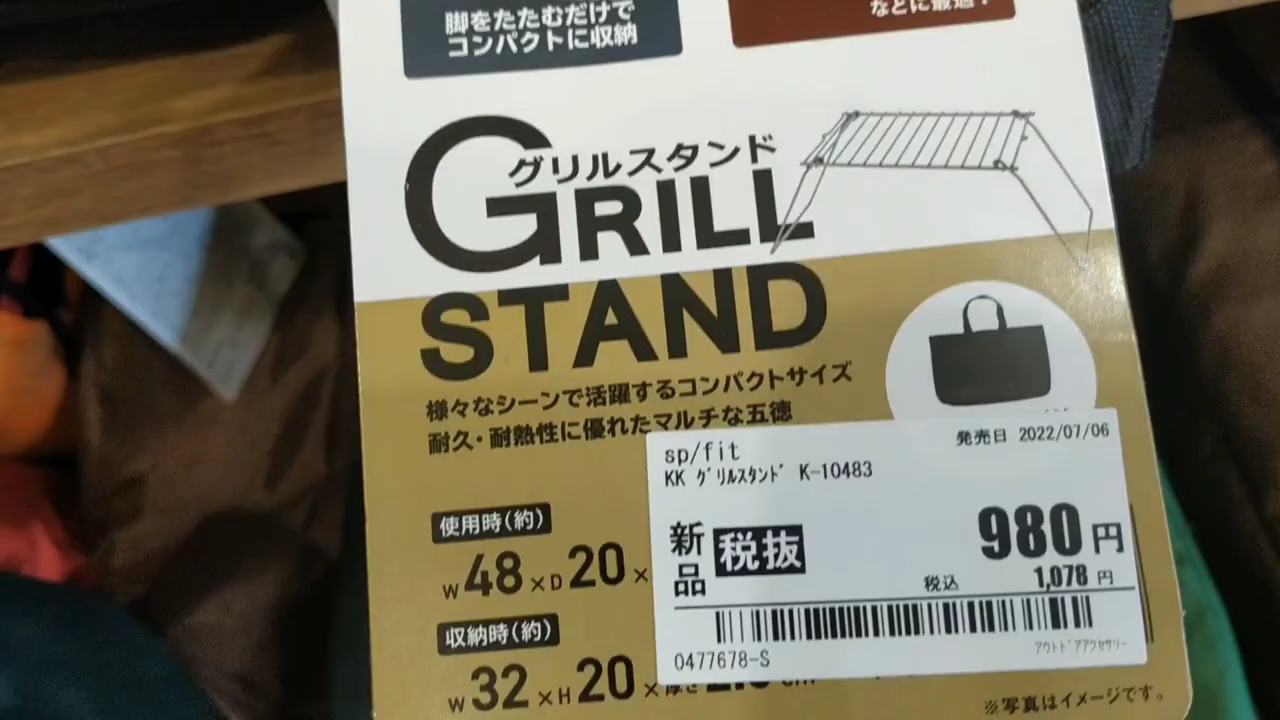 脚をたたむだけで
コンパクトに収納
などに最適!
グリルスタンド
GRILL
STAND
様々なシーンで活躍するコンパクトサイズ
耐久・耐熱性に優れたマルチな五徳
使用時(約)
W48×D20×
収納時(約)
W32×H20×厚さ
sp/fit
発売日 2022/07/06
KK グリルスタンド K-10483
新品
税抜
980円
税込 1,078円
0477678-S
アウトドアアクセサリー
※写真はイメージです。